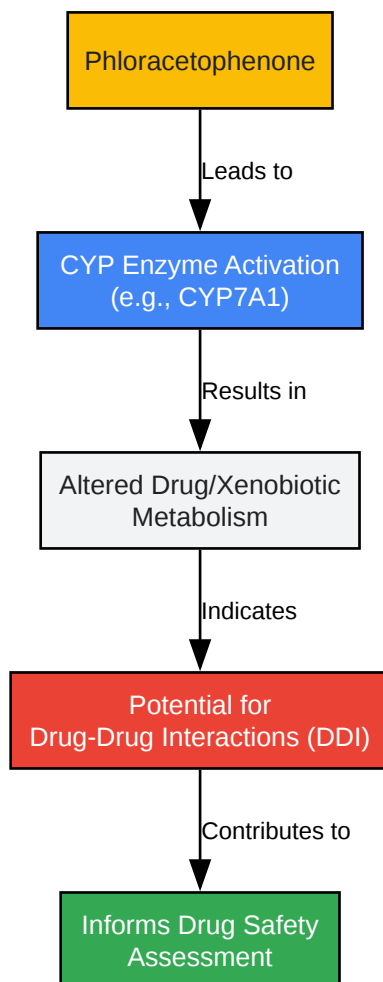 Phloracetophenone
Leads to
CYP Enzyme Activation
(e.g., CYP7A1)
Results in
Altered Drug/Xenobiotic
Metabolism
Indicates
Potential for
Drug-Drug Interactions (DDI)
Contributes to
Informs Drug Safety
Assessment